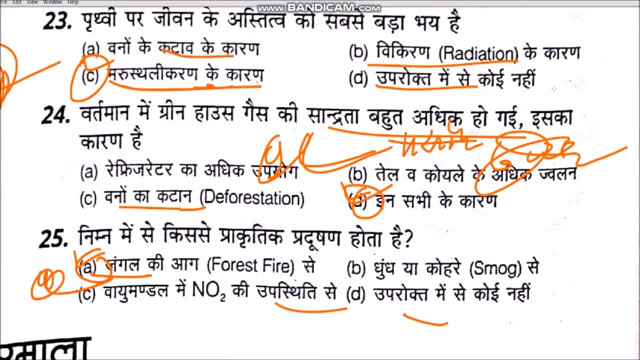 www.BANDICAM.com
23. पृथ्वी पर जीवन के अस्तित्व को सबसे बड़ा भय है
(a) वनों के कटाव के कारण (b) विकिरण (Radiation) के कारण
(c) मरुस्थलीकरण के कारण (d) उपरोक्त में से कोई नहीं
24. वर्तमान में ग्रीन हाउस गैस की सान्द्रता बहुत अधिक हो गई, इसका
कारण है
(a) रेफ्रिजरेटर का अधिक उपयोग (b) तेल व कोयले के अधिक ज्वलन
(c) वनों का कटान (Deforestation) (d) इन सभी के कारण
25. निम्न में से किससे प्राकृतिक प्रदूषण होता है?
(a) जंगल की आग (Forest Fire) से (b) धुंध या कोहरे (Smog) से
(c) वायुमण्डल में NO₂ की उपस्थिति से (d) उपरोक्त में से कोई नहीं